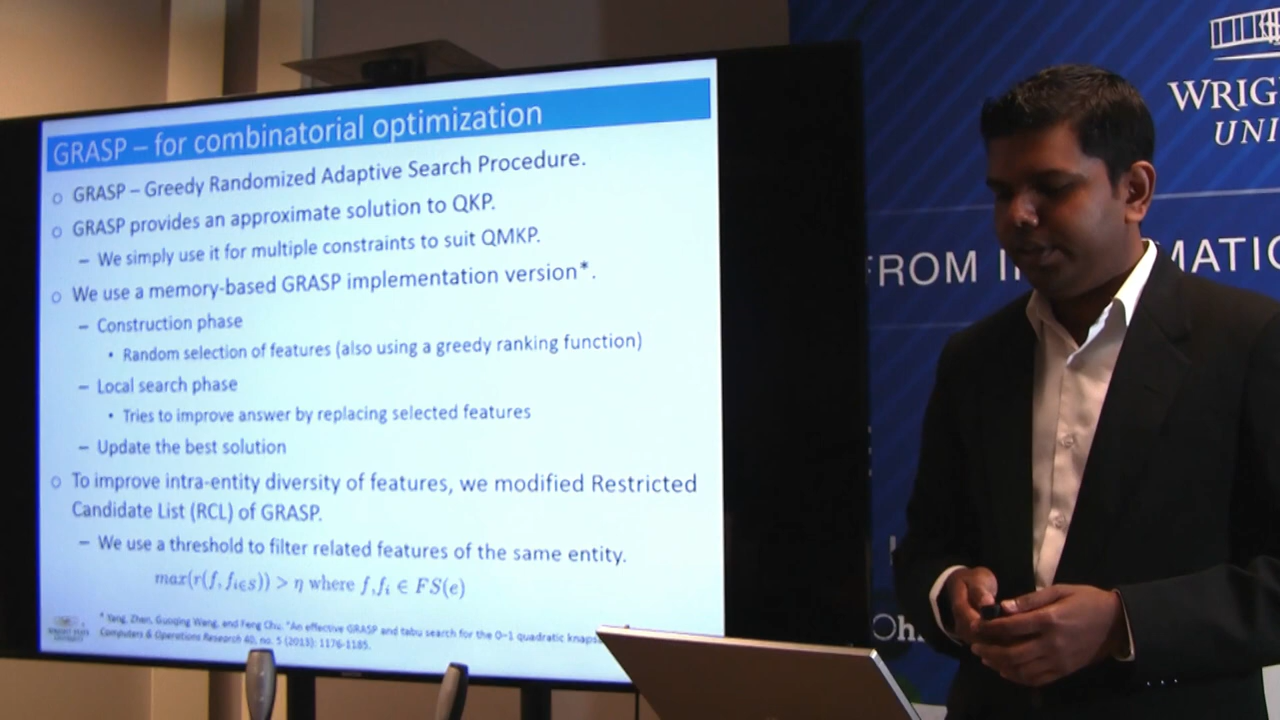 GRASP – for combinatorial optimization
○ GRASP – Greedy Randomized Adaptive Search Procedure.
○ GRASP provides an approximate solution to QKP.
– We simply use it for multiple constraints to suit QMKP.
○ We use a memory-based GRASP implementation version*.
– Construction phase
• Random selection of features (also using a greedy ranking function)
– Local search phase
• Tries to improve answer by replacing selected features
– Update the best solution
○ To improve intra-entity diversity of features, we modified Restricted
Candidate List (RCL) of GRASP.
– We use a threshold to filter related features of the same entity.
max(r(f, f_{i∈S})) > η where f, f_i ∈ FS(e)
* Yang, Zhen, Guoqing Wang, and Feng Chu. "An effective GRASP and tabu search for the 0–1 quadratic knaps
Computers & Operations Research 40, no. 5 (2013): 1176-1185.
WRIG
UNI
FROM I MATIO
Oh